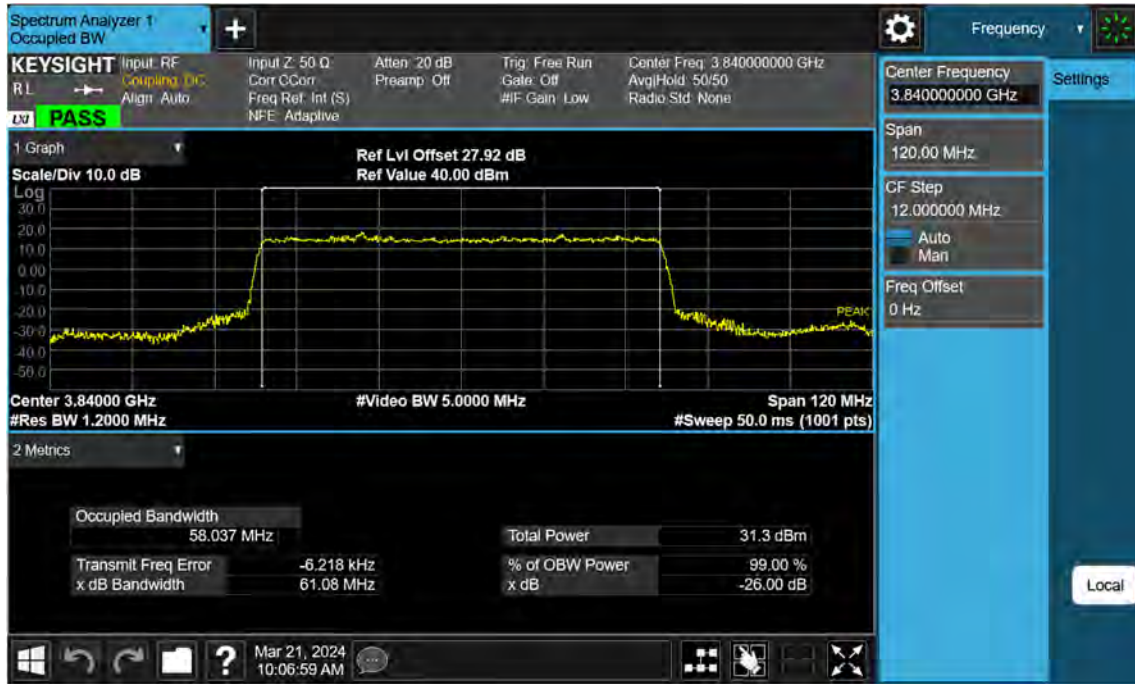 Spectrum Analyzer 1
Occupied BW
Frequency
KEYSIGHT
R L
LXI
PASS
Input: RF
Coupling: DC
Align: Auto
Input Z: 50 Ω
Corr CCorr
Freq Ref: Int (S)
NFE: Adaptive
Atten: 20 dB
Preamp: Off
Trig: Free Run
Gate: Off
#IF Gain: Low
Center Freq: 3.840000000 GHz
Avg|Hold: 50/50
Radio Std: None
Center Frequency
3.840000000 GHz
Settings
Span
120.00 MHz
CF Step
12.000000 MHz
Auto
Man
Freq Offset
0 Hz
1 Graph
Scale/Div 10.0 dB
Ref Lvl Offset 27.92 dB
Ref Value 40.00 dBm
Log
30.0
20.0
10.0
0.00
-10.0
-20.0
-30.0
-40.0
-50.0
PEAK
Center 3.84000 GHz
#Video BW 5.0000 MHz
Span 120 MHz
#Res BW 1.2000 MHz
#Sweep 50.0 ms (1001 pts)
2 Metrics
Occupied Bandwidth
58.037 MHz
Total Power 31.3 dBm
Transmit Freq Error -6.218 kHz
% of OBW Power 99.00 %
x dB Bandwidth 61.08 MHz
x dB -26.00 dB
Local
?
Mar 21, 2024
10:06:59 AM